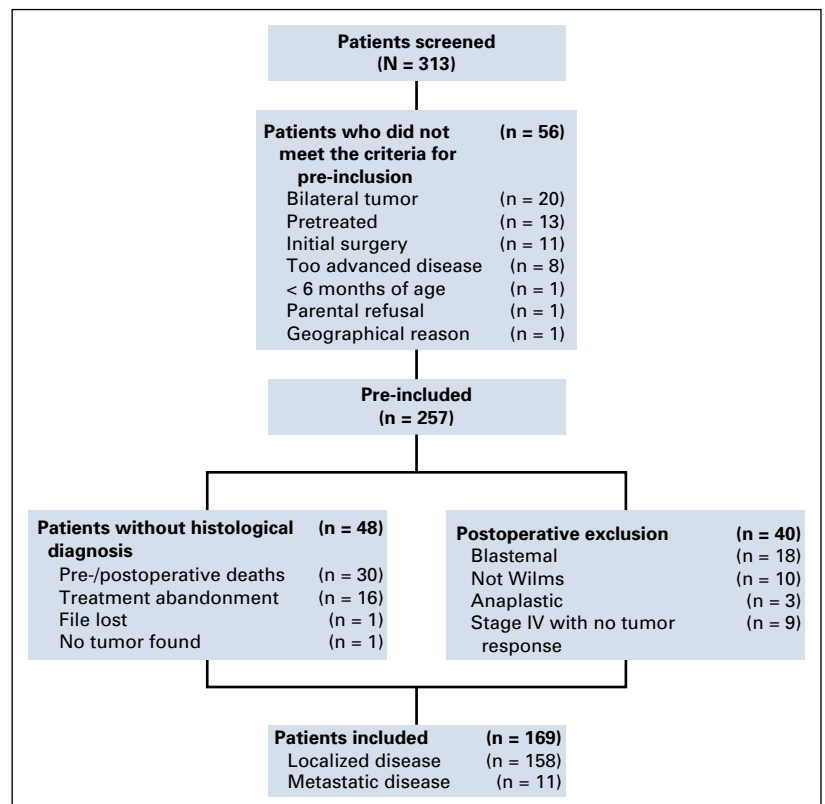 Patients screened
(N = 313)
Patients who did not (n = 56)
meet the criteria for
pre-inclusion
Bilateral tumor (n = 20)
Pretreated (n = 13)
Initial surgery (n = 11)
Too advanced disease (n = 8)
< 6 months of age (n = 1)
Parental refusal (n = 1)
Geographical reason (n = 1)
Pre-included
(n = 257)
Patients without histological (n = 48)
diagnosis
Pre-/postoperative deaths (n = 30)
Treatment abandonment (n = 16)
File lost (n = 1)
No tumor found (n = 1)
Postoperative exclusion (n = 40)
Blastemal (n = 18)
Not Wilms (n = 10)
Anaplastic (n = 3)
Stage IV with no tumor (n = 9)
response
Patients included (n = 169)
Localized disease (n = 158)
Metastatic disease (n = 11)